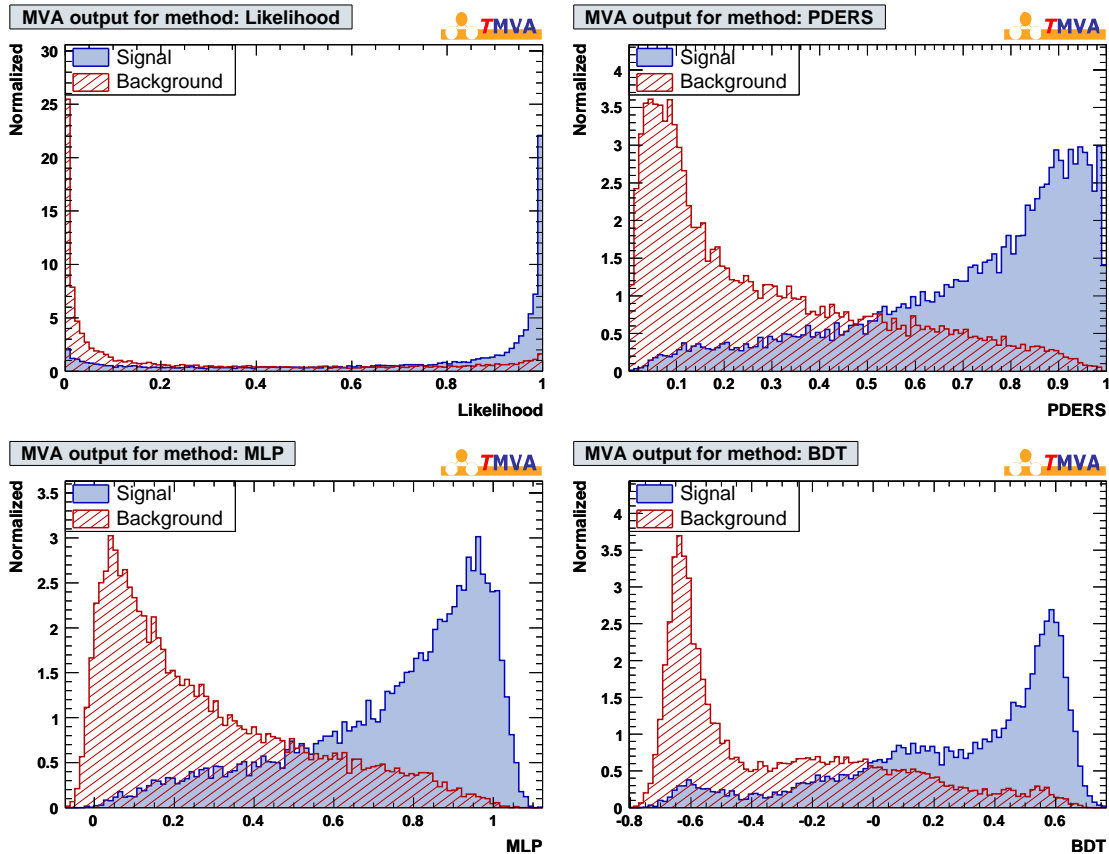 MVA output for method: Likelihood
TMVA
Normalized
30
25
20
15
10
5
0
Signal
Background
0 0.2 0.4 0.6 0.8 1
Likelihood
MVA output for method: PDERS
TMVA
Normalized
4
3.5
3
2.5
2
1.5
1
0.5
0
Signal
Background
0.1 0.2 0.3 0.4 0.5 0.6 0.7 0.8 0.9 1
PDERS
MVA output for method: MLP
TMVA
Normalized
3.5
3
2.5
2
1.5
1
0.5
0
Signal
Background
0 0.2 0.4 0.6 0.8 1
MLP
MVA output for method: BDT
TMVA
Normalized
4
3.5
3
2.5
2
1.5
1
0.5
0
Signal
Background
-0.8 -0.6 -0.4 -0.2 -0 0.2 0.4 0.6
BDT